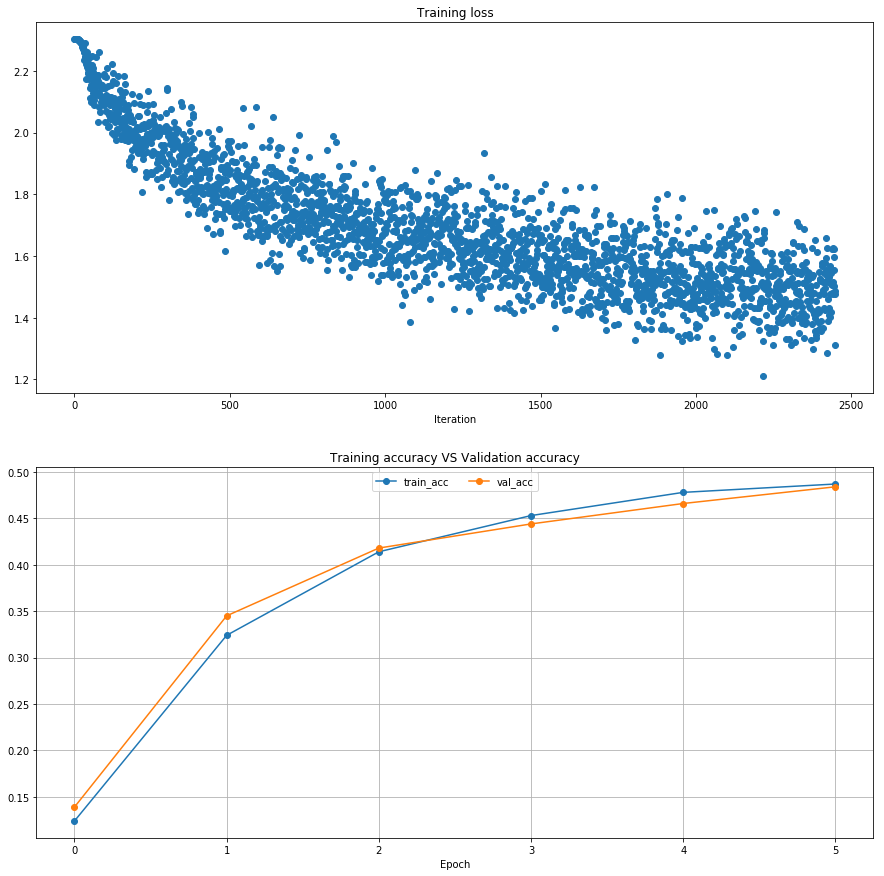 Training loss
2.2
2.0
1.8
1.6
1.4
1.2
0 500 1000 1500 2000 2500
Iteration
Training accuracy VS Validation accuracy
train_acc val_acc
0.50
0.45
0.40
0.35
0.30
0.25
0.20
0.15
0 1 2 3 4 5
Epoch